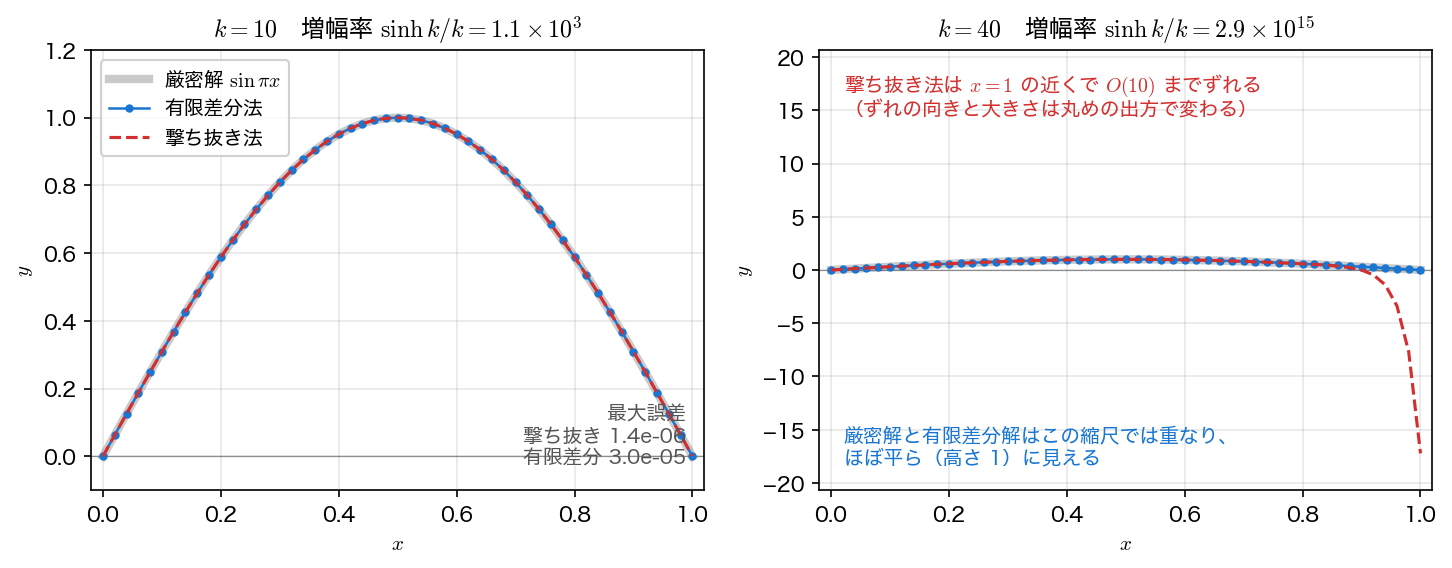 k = 10 増幅率 sinh k/k = 1.1 × 10³
1.2
1.0
0.8
0.6
0.4
0.2
0.0
y
厳密解 sin πx
有限差分法
撃ち抜き法
最大誤差
撃ち抜き 1.4e-06
有限差分 3.0e-05
0.0 0.2 0.4 0.6 0.8 1.0
x
k = 40 増幅率 sinh k/k = 2.9 × 10¹⁵
20
15
10
5
0
−5
−10
−15
−20
y
撃ち抜き法は x = 1 の近くで O(10) までずれる
（ずれの向きと大きさは丸めの出方で変わる）
厳密解と有限差分解はこの縮尺では重なり、
ほぼ平ら（高さ 1）に見える
0.0 0.2 0.4 0.6 0.8 1.0
x